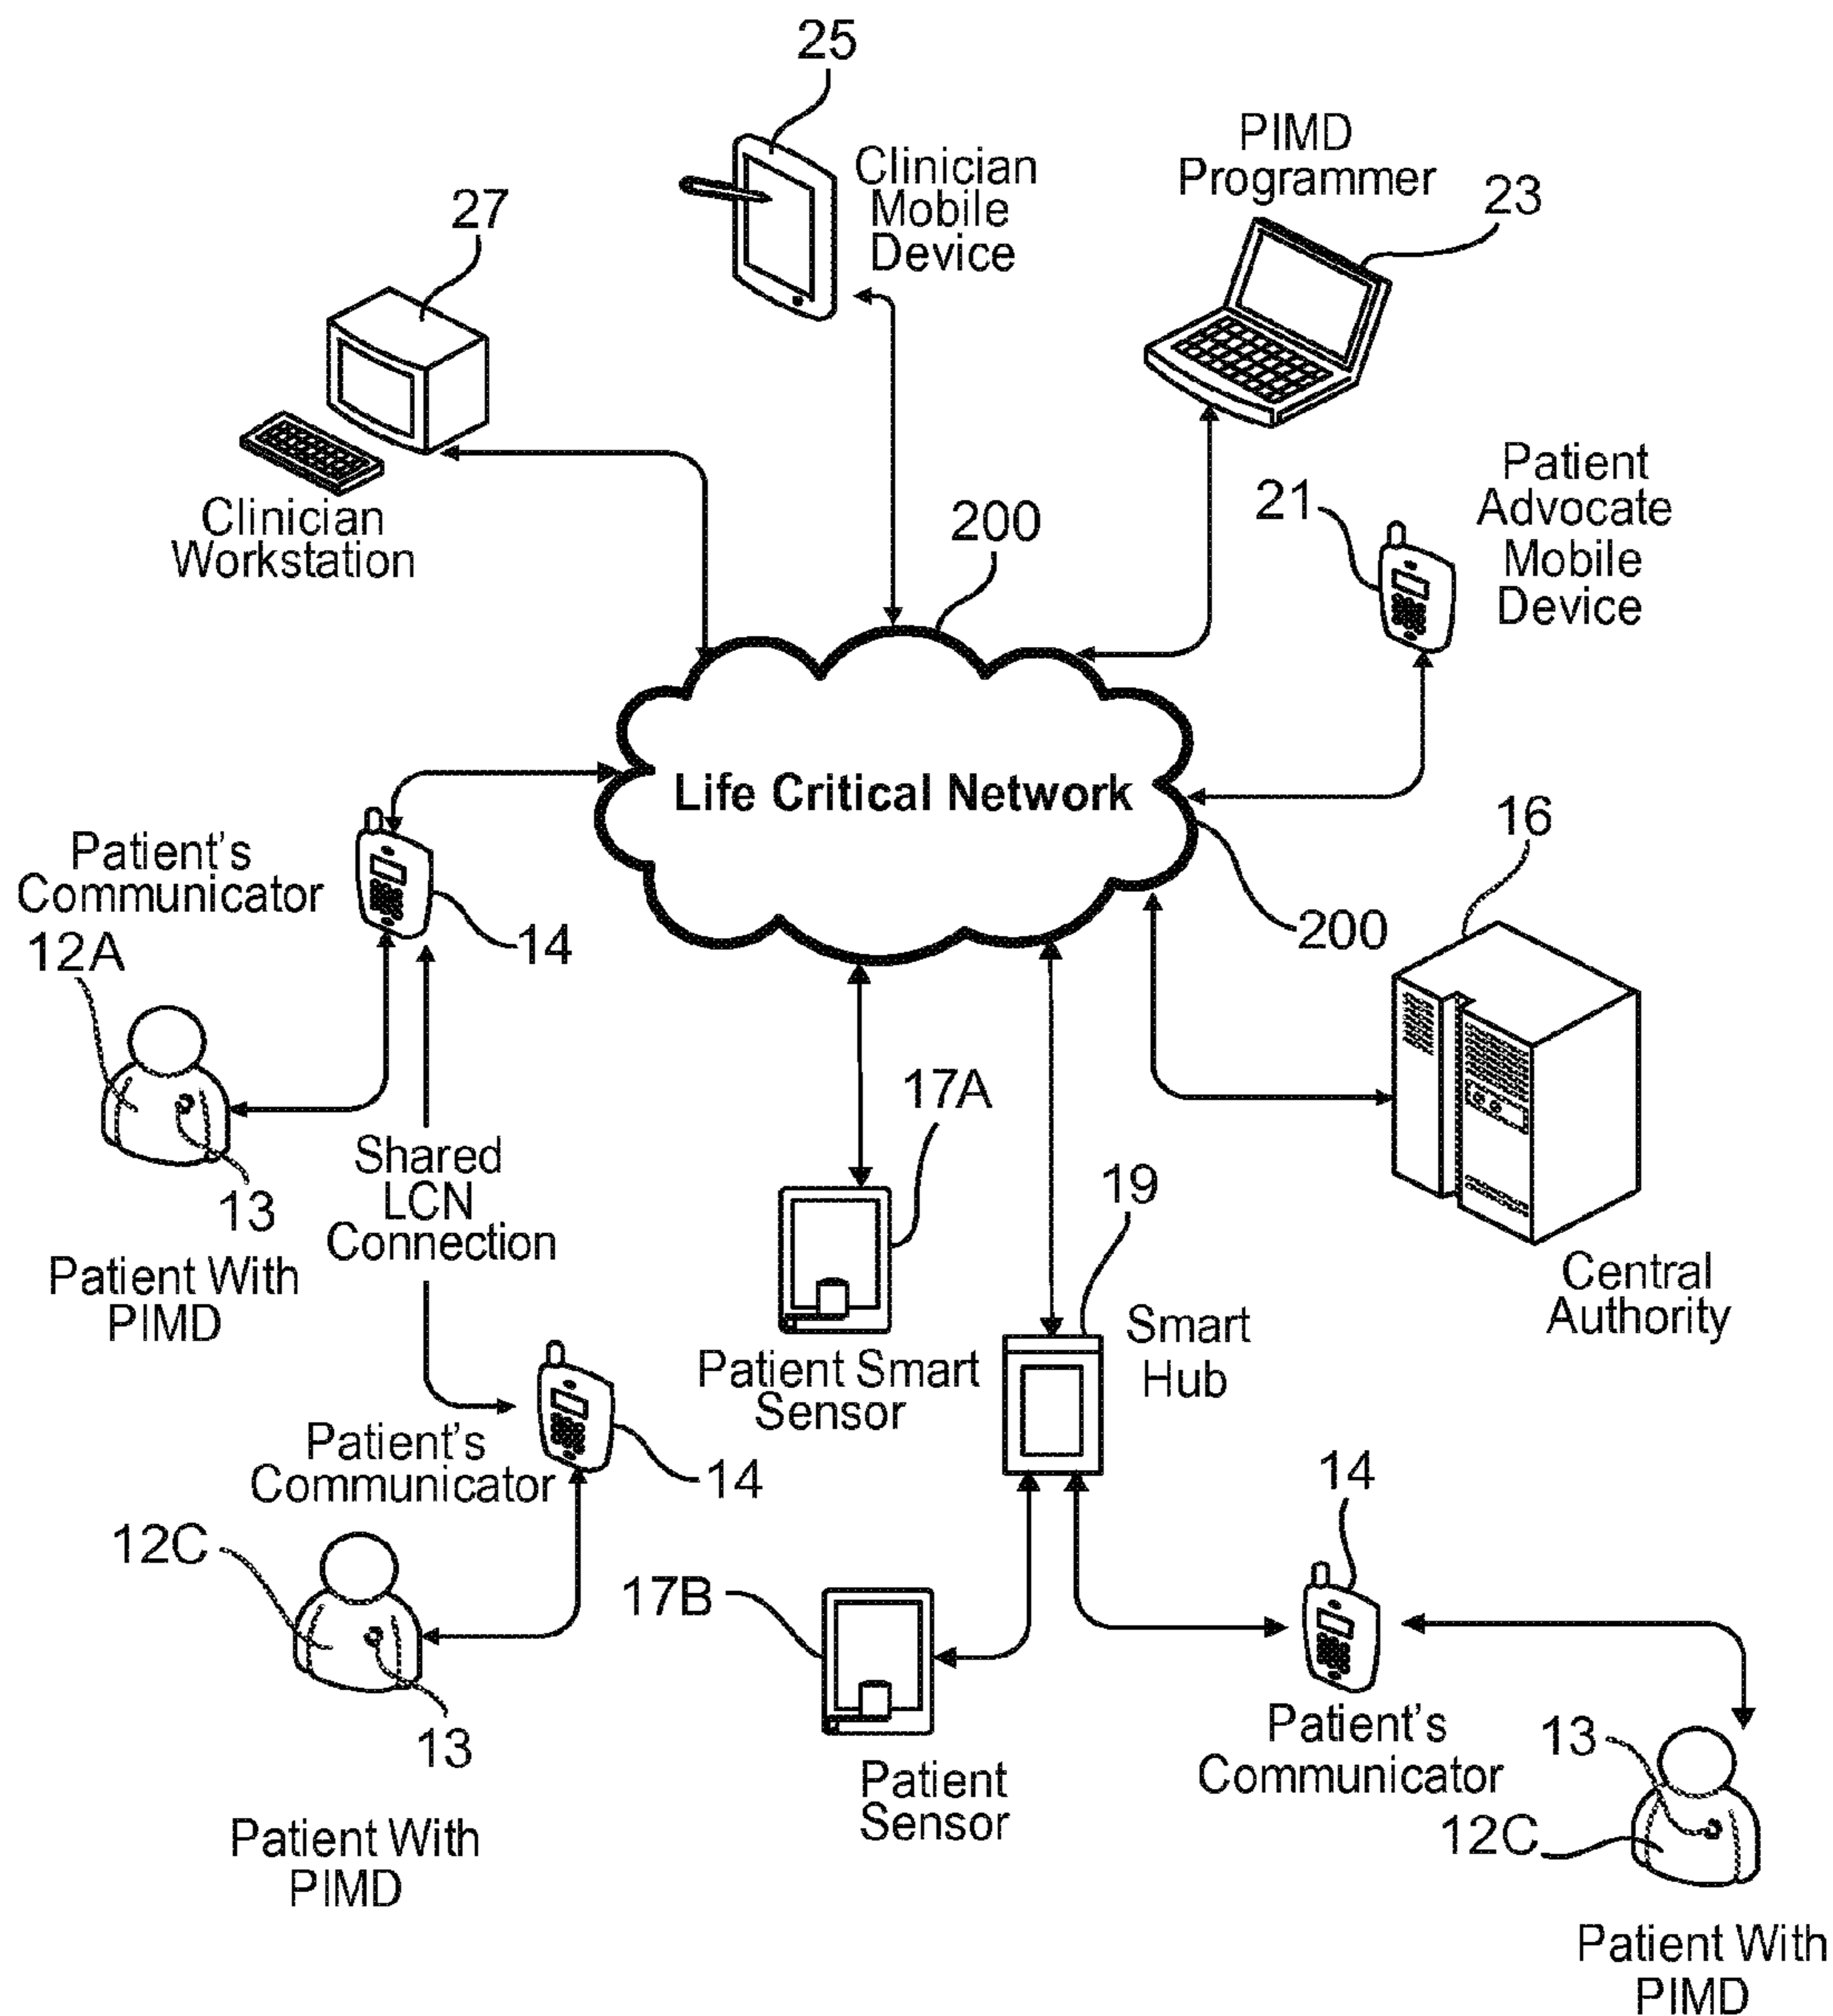 25
Clinician
Mobile
Device
PIMD
Programmer
23
27
Clinician
Workstation
200
21
Patient
Advocate
Mobile
Device
Life Critical Network
200
16
Central
Authority
Patient's
Communicator
14
12A
13
Patient With
PIMD
Shared
LCN
Connection
17A
Patient Smart
Sensor
19
Smart
Hub
Patient's
Communicator
14
12C
13
Patient With
PIMD
17B
Patient
Sensor
14
Patient's
Communicator
13
12C
Patient With
PIMD